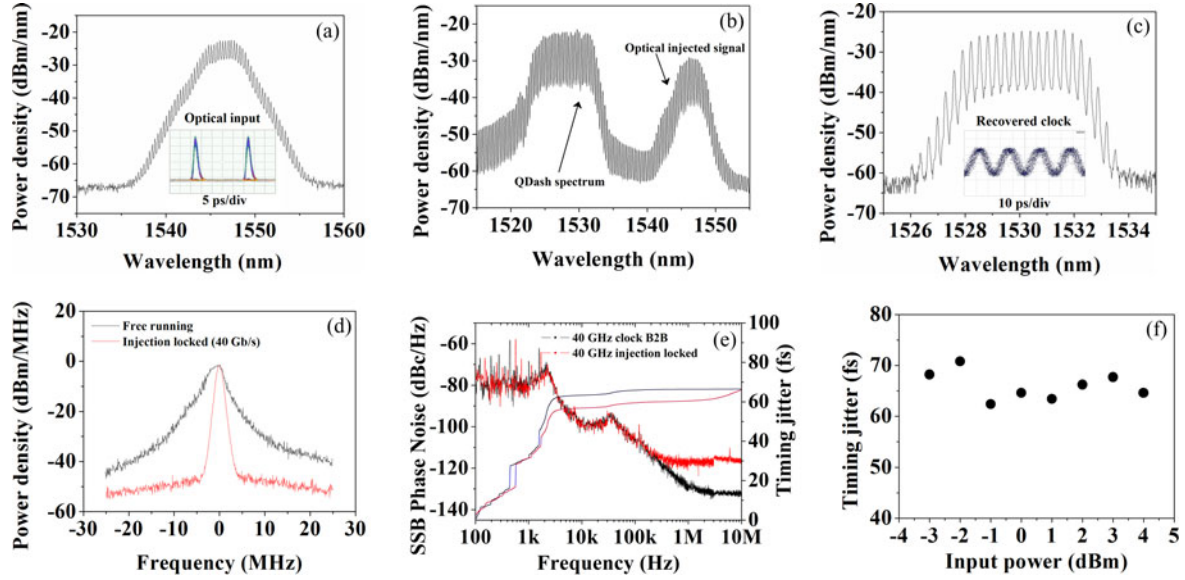 (a)
Power density (dBm/nm)
-20
-30
-40
-50
-60
-70
Optical input
5 ps/div
1530 1540 1550 1560
Wavelength (nm)
(b)
Power density (dBm/nm)
-20
-30
-40
-50
-60
-70
Optical injected signal
QDash spectrum
1520 1530 1540 1550
Wavelength (nm)
(c)
Power density (dBm/nm)
-20
-30
-40
-50
-60
-70
Recovered clock
10 ps/div
1526 1528 1530 1532 1534
Wavelength (nm)
(d)
Power density (dBm/MHz)
20
0
-20
-40
-60
Free running
Injection locked (40 Gb/s)
-30 -20 -10 0 10 20 30
Frequency (MHz)
(e)
SSB Phase Noise (dBc/Hz)
-60
-80
-100
-120
-140
40 GHz clock B2B
40 GHz injection locked
100
80
60
40
20
0
Timing jitter (fs)
100 1k 10k 100k 1M 10M
Frequency (Hz)
(f)
Timing jitter (fs)
80
70
60
50
40
-4 -3 -2 -1 0 1 2 3 4 5
Input power (dBm)